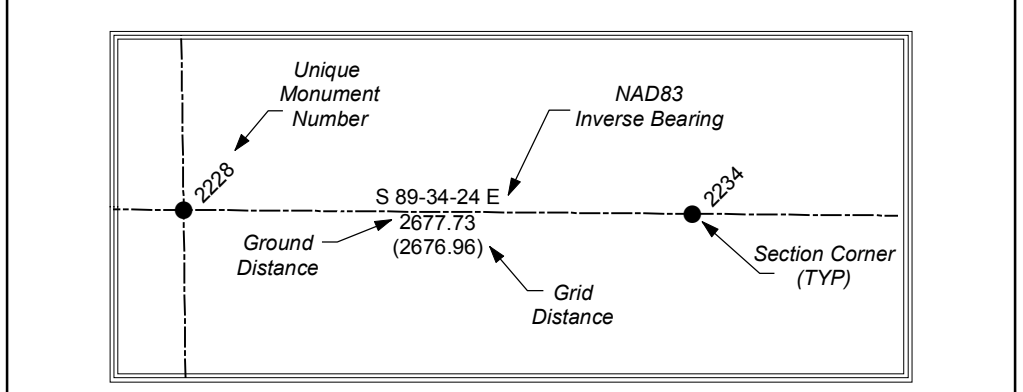 Unique
Monument
Number
NAD83
Inverse Bearing
2228
2234
S 89-34-24 E
2677.73
(2676.96)
Ground
Distance
Grid
Distance
Section Corner
(TYP)